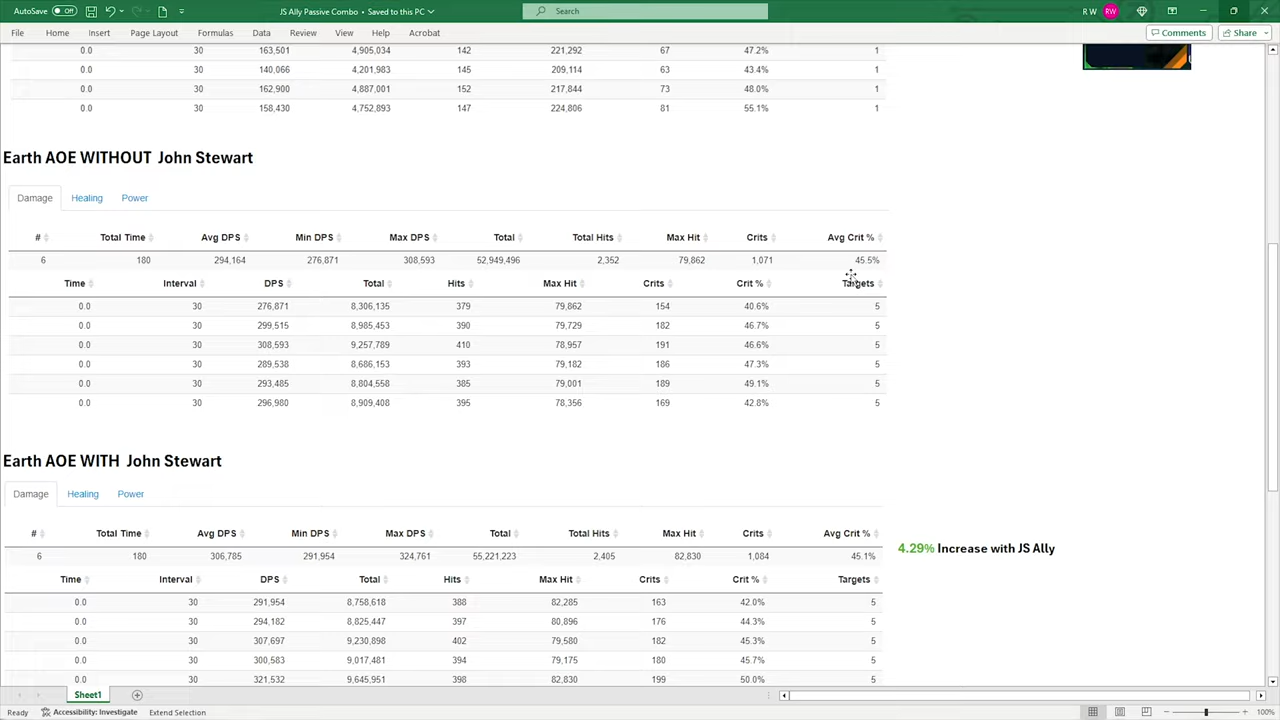 AutoSave Off JS Ally Passive Combo • Saved to this PC Search R W RW
File Home Insert Page Layout Formulas Data Review View Help Acrobat Comments Share
0.0 30 163,501 4,905,034 142 221,292 67 47.2% 1
0.0 30 140,066 4,201,983 145 209,114 63 43.4% 1
0.0 30 162,900 4,887,001 152 217,844 73 48.0% 1
0.0 30 158,430 4,752,893 147 224,806 81 55.1% 1
Earth AOE WITHOUT John Stewart
Damage Healing Power
# Total Time Avg DPS Min DPS Max DPS Total Total Hits Max Hit Crits Avg Crit %
6 180 294,164 276,871 308,593 52,949,496 2,352 79,862 1,071 45.5%
Time Interval DPS Total Hits Max Hit Crits Crit % Targets
0.0 30 276,871 8,306,135 379 79,862 154 40.6% 5
0.0 30 299,515 8,985,453 390 79,729 182 46.7% 5
0.0 30 308,593 9,257,789 410 78,957 191 46.6% 5
0.0 30 289,538 8,686,153 393 79,182 186 47.3% 5
0.0 30 293,485 8,804,558 385 79,001 189 49.1% 5
0.0 30 296,980 8,909,408 395 78,356 169 42.8% 5
Earth AOE WITH John Stewart
Damage Healing Power
# Total Time Avg DPS Min DPS Max DPS Total Total Hits Max Hit Crits Avg Crit %
6 180 306,785 291,954 324,761 55,221,223 2,405 82,830 1,084 45.1%
4.29% Increase with JS Ally
Time Interval DPS Total Hits Max Hit Crits Crit % Targets
0.0 30 291,954 8,758,618 388 82,285 163 42.0% 5
0.0 30 294,182 8,825,447 397 80,896 176 44.3% 5
0.0 30 307,697 9,230,898 402 79,580 182 45.3% 5
0.0 30 300,583 9,017,481 394 79,175 180 45.7% 5
0.0 30 321,532 9,645,951 398 82,830 199 50.0% 5
Sheet1
Ready Accessibility: Investigate Extend Selection 100%